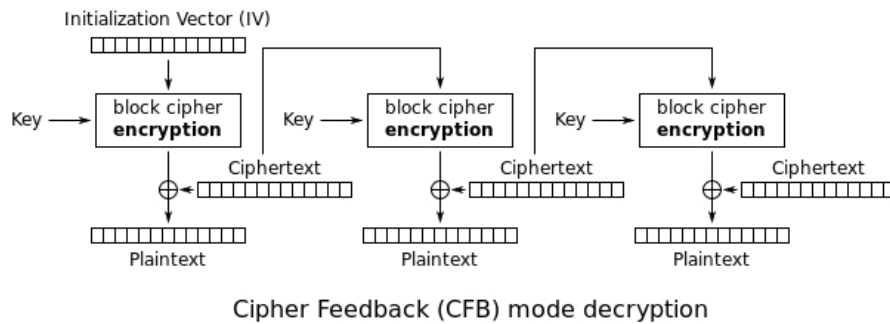 Initialization Vector (IV)
Key
block cipher
encryption
Key
block cipher
encryption
Key
block cipher
encryption
Ciphertext
Ciphertext
Ciphertext
Plaintext
Plaintext
Plaintext
Cipher Feedback (CFB) mode decryption